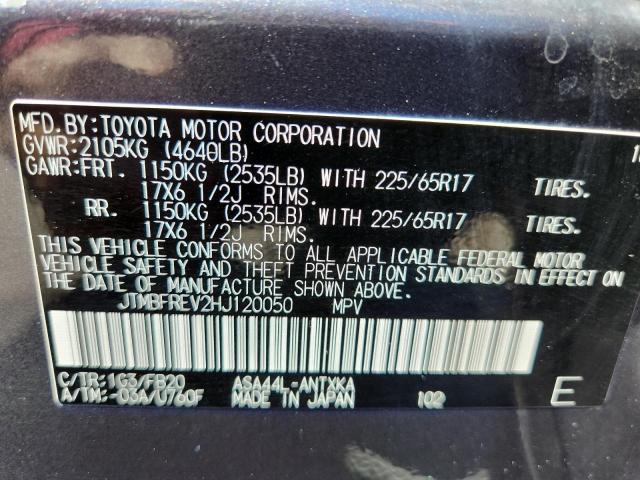 MFD.BY:TOYOTA MOTOR CORPORATION
GVWR:2105KG (4640LB)
GAWR:FRT. 1150KG (2535LB) WITH 225/65R17 TIRES.
17X6 1/2J RIMS.
RR. 1150KG (2535LB) WITH 225/65R17 TIRES.
17X6 1/2J RIMS.
THIS VEHICLE CONFORMS TO ALL APPLICABLE FEDERAL MOTOR
VEHICLE SAFETY AND THEFT PREVENTION STANDARDS IN EFFECT ON
THE DATE OF MANUFACTURE SHOWN ABOVE.
JTMBFREV2HJ120050 MPV
C/TR:1G3/FB20 ASA44L-ANTXKA
A/TM:-03A/U760F MADE IN JAPAN 102 E